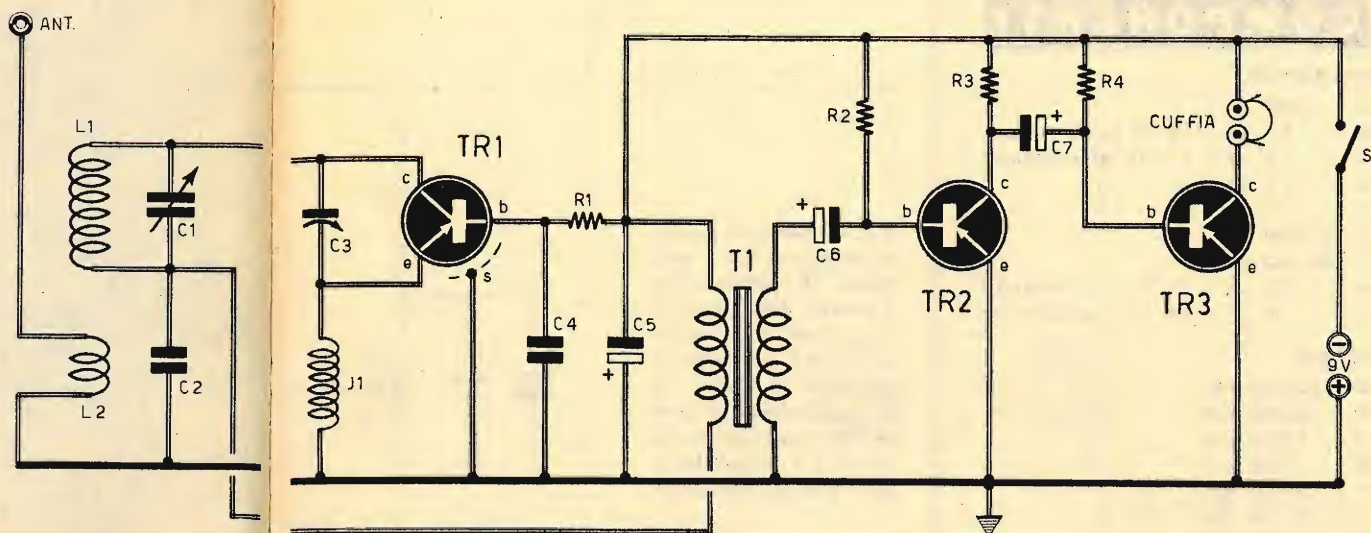 ANT.
L1
C1
C2
L2
c
TR1
b
e
s
C3
J1
R1
C4
C5
+
T1
+
C6
R2
b
c
e
TR2
R3
+
C7
R4
CUFFIA
b
c
e
TR3
S
-
9V
+